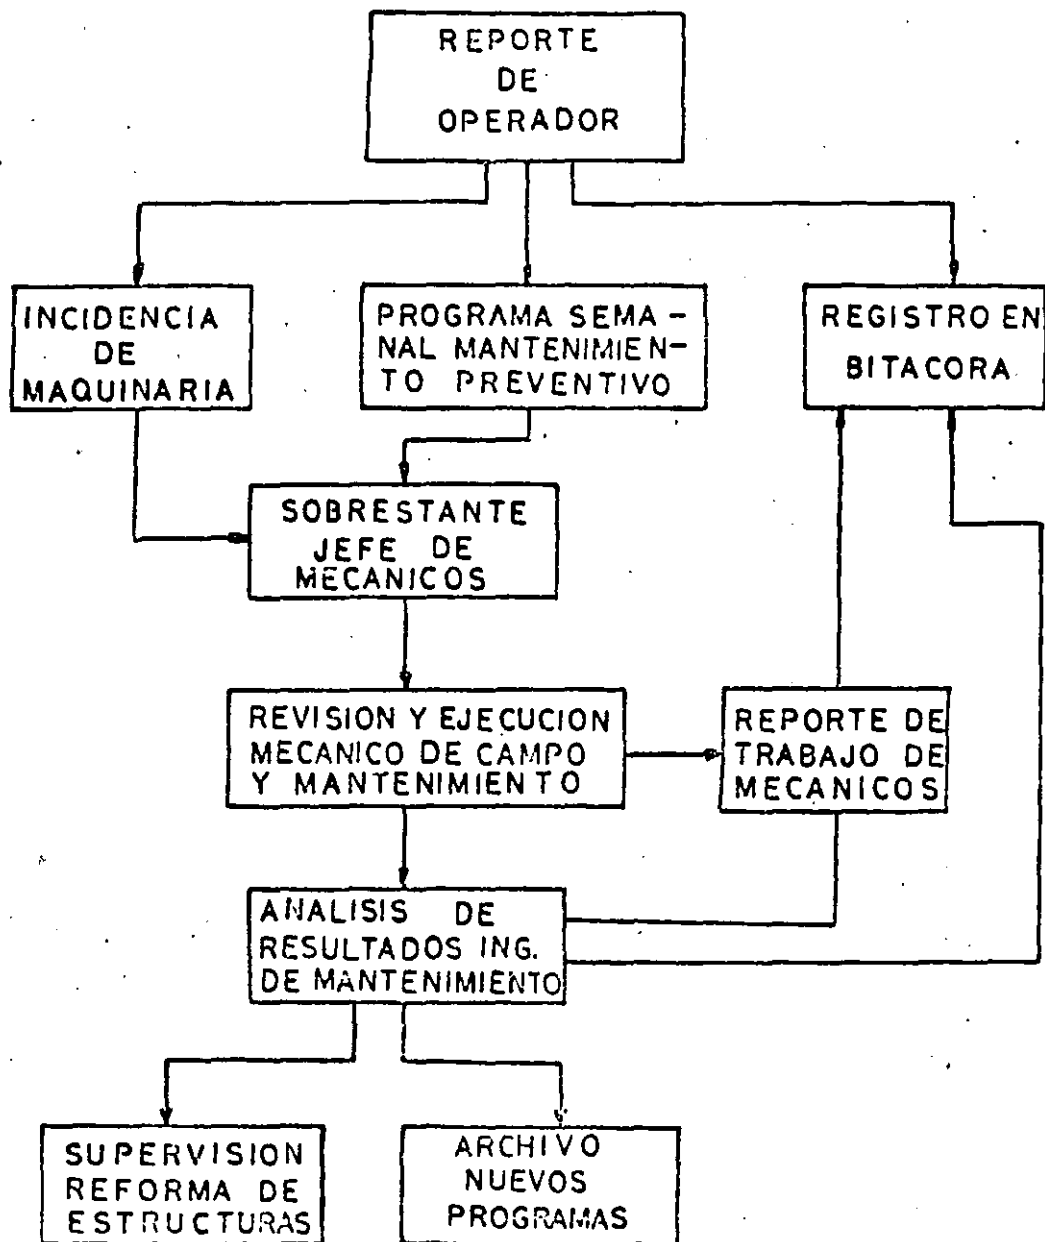 REPORTE
DE
OPERADOR
INCIDENCIA
DE
MAQUINARIA
PROGRAMA SEMA-
NAL MANTENIMIEN-
TO PREVENTIVO
REGISTRO EN
BITACORA
SOBRESTANTE
JEFE DE
MECANICOS
REVISION Y EJECUCION
MECANICO DE CAMPO
Y MANTENIMIENTO
REPORTE DE
TRABAJO DE
MECANICOS
ANALISIS DE
RESULTADOS ING.
DE MANTENIMIENTO
SUPERVISION
REFORMA DE
ESTRUCTURAS
ARCHIVO
NUEVOS
PROGRAMAS